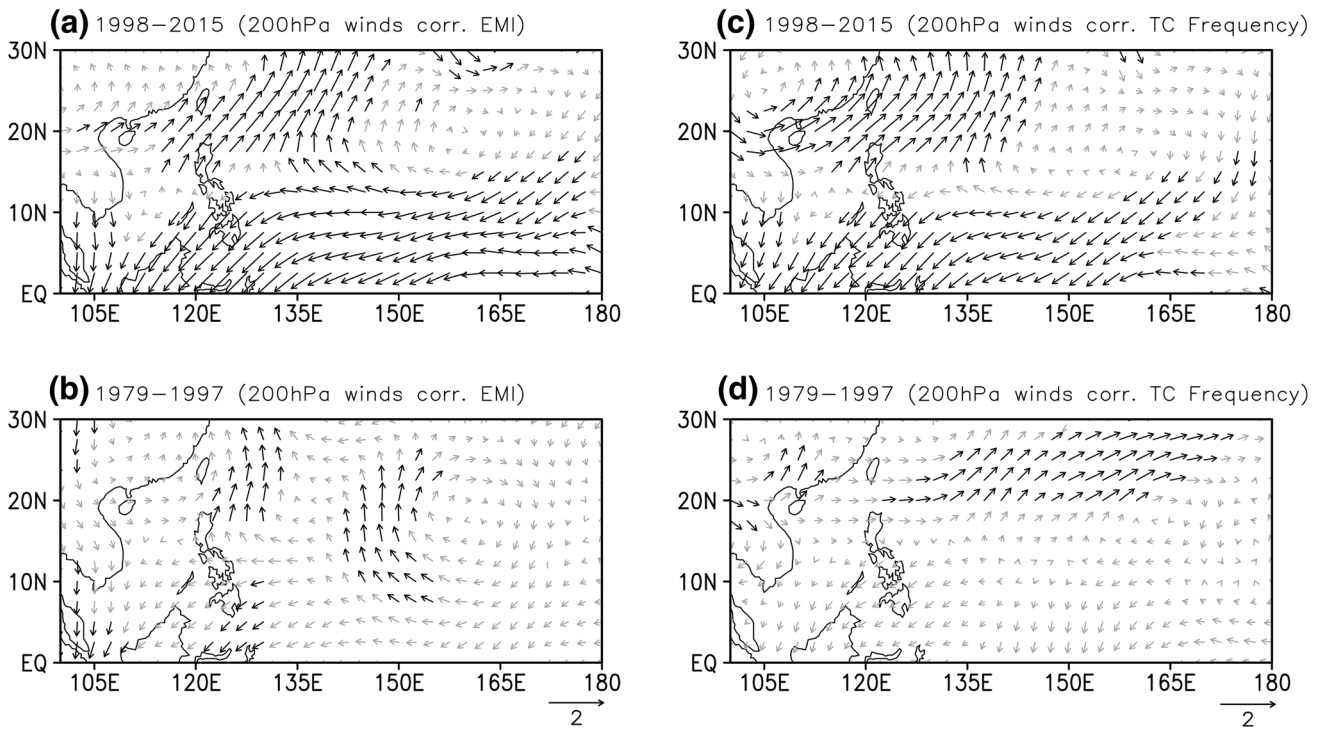 (a) 1998−2015 (200hPa winds corr. EMI)
30N
20N
10N
EQ
105E 120E 135E 150E 165E 180
(c) 1998−2015 (200hPa winds corr. TC Frequency)
30N
20N
10N
EQ
105E 120E 135E 150E 165E 180
(b) 1979−1997 (200hPa winds corr. EMI)
30N
20N
10N
EQ
105E 120E 135E 150E 165E 180
2
(d) 1979−1997 (200hPa winds corr. TC Frequency)
30N
20N
10N
EQ
105E 120E 135E 150E 165E 180
2